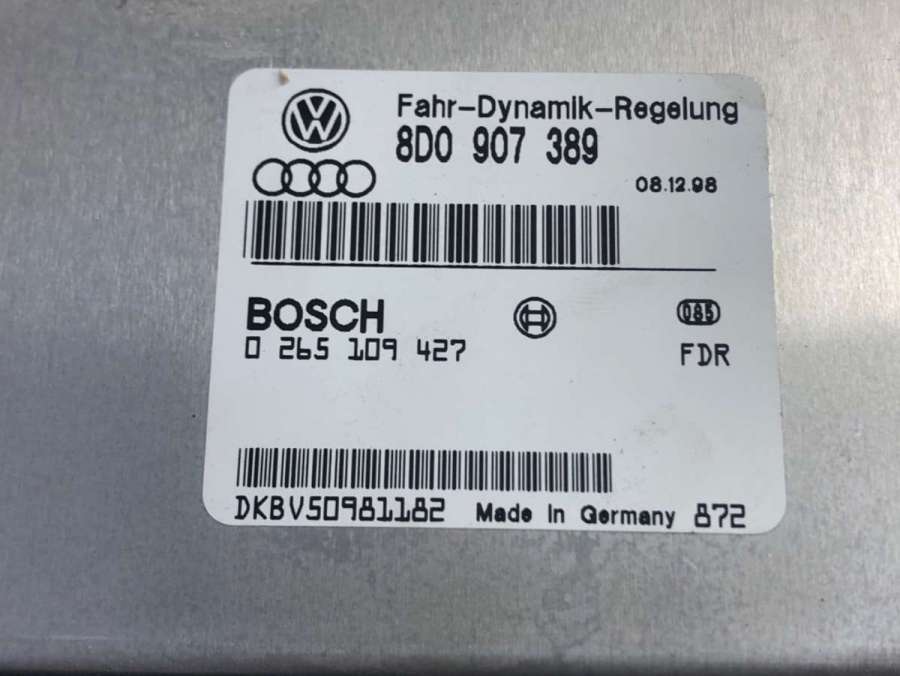 Fahr-Dynamik-Regelung
8D0 907 389
08.12.98
BOSCH
0 265 109 427
085
FDR
DKBVS0981182 Made In Germany 872